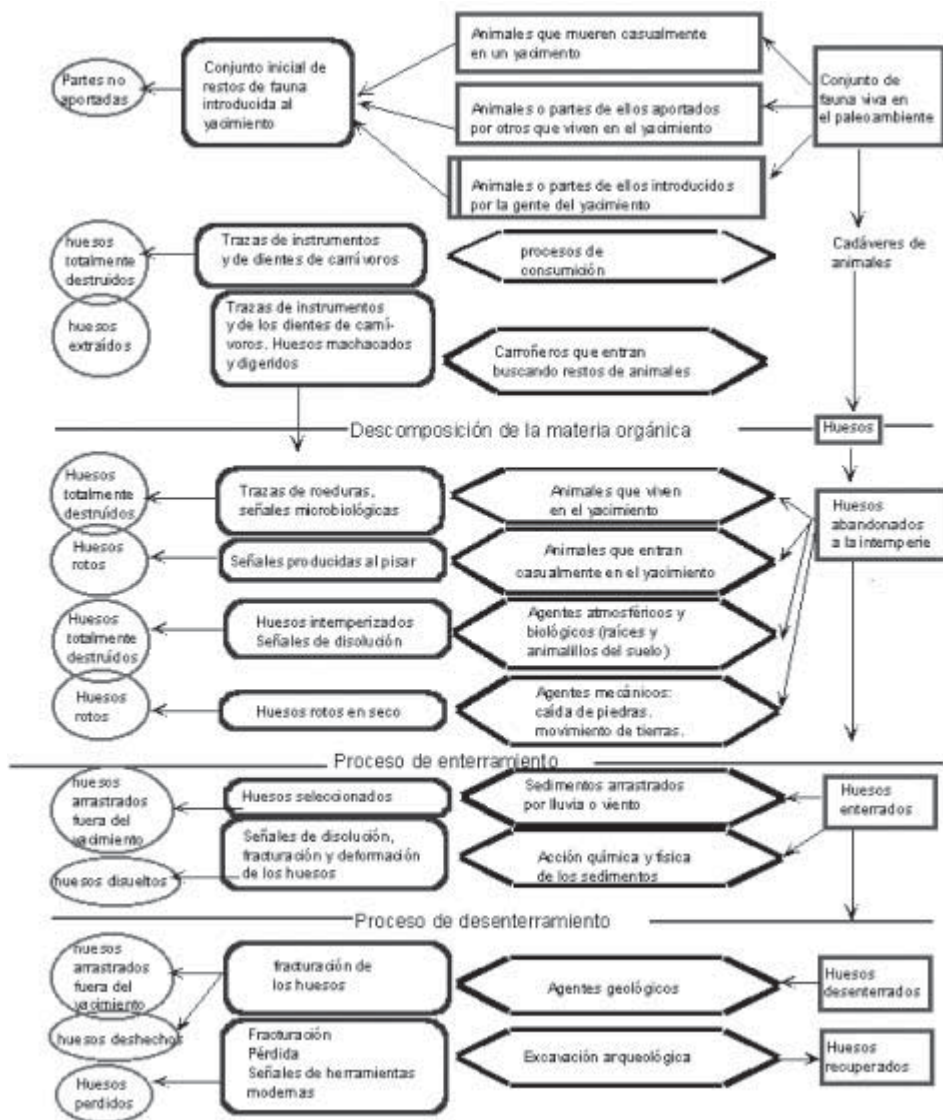 Partes no
aportadas
Conjunto inicial de
restos de fauna
introducida al
yacimiento
Animales que mueren casualmente
en un yacimento
Animales o partes de ellos aportados
por otros que viven en el yacimiento
Animales o partes de ellos introducidos
por la gente del yacimiento
Conjunto de
fauna viva en
el paleoambiente
huesos
totalmente
destruidos
Trazas de instrumentos
y de dientes de carnívoros
procesos de
consumición
Cadáveres de
animales
huesos
extraídos
Trazas de instrumentos
y de los dientes de carní-
voros. Huesos machacados
y digeridos
Carroñeros que entran
buscando restos de animales
Descomposición de la materia orgánica
Huesos
Huesos
totalmente
destruídos
Trazas de roeduras,
señales microbiológicas
Animales que viven
en el yacimiento
Huesos
abandonados
a la intemperie
Huesos
rotos
Señales producidas al pisar
Animales que entran
casualmente en el yacimiento
Huesos
totalmente
destruídos
Huesos intemperizados
Señales de disolución
Agentes atmosféricos y
biológicos (raíces y
animalillos del suelo)
Huesos
rotos
Huesos rotos en seco
Agentes mecánicos:
caída de piedras.
movimiento de tierras.
Proceso de enterramiento
huesos
arrastrados
fuera del
yacimiento
Huesos seleccionados
Sedimentos arrastrados
por lluvia o viento
Huesos
enterrados
huesos disueltos
Señales de disolución,
fracturación y deformación
de los huesos
Acción química y física
de los sedimentos
Proceso de desenterramiento
huesos
arrastrados
fuera del
yacimiento
fracturación de
los huesos
Agentes geológicos
Huesos
desenterrados
huesos deshechos
Huesos
perdidos
Fracturación
Pérdida
Señales de herramientas
modernas
Excavación arqueológica
Huesos
recuperados